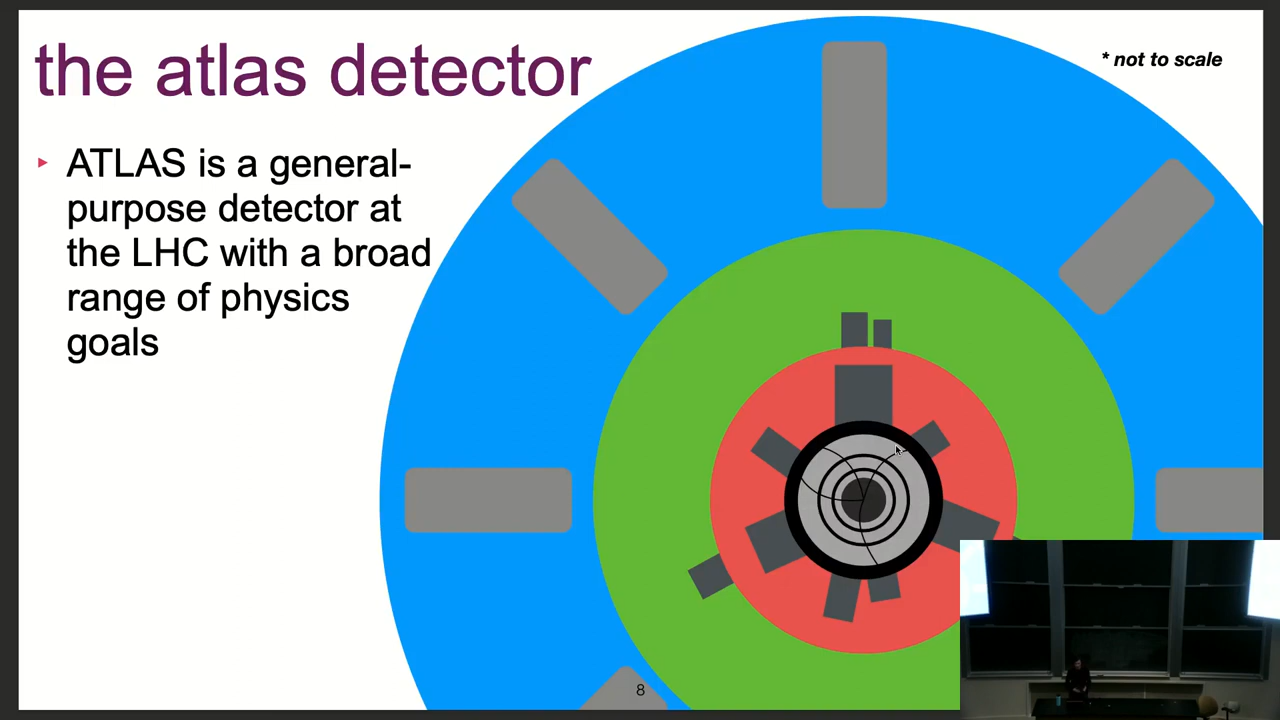 the atlas detector
* not to scale
▸ ATLAS is a general-
purpose detector at
the LHC with a broad
range of physics
goals
8